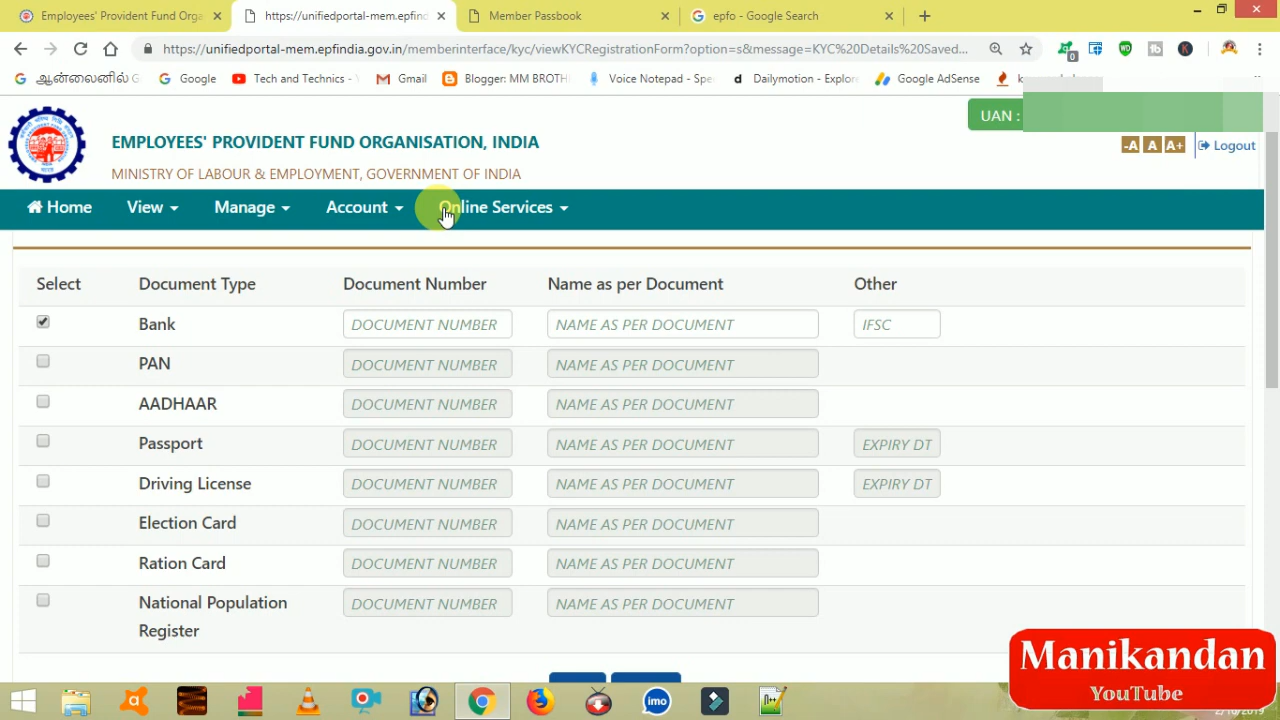 Employees' Provident Fund Orga
https://unifiedportal-mem.epfind
Member Passbook
epfo - Google Search
https://unifiedportal-mem.epfindia.gov.in/memberinterface/kyc/viewKYCRegistrationForm?option=s&message=KYC%20Details%20Saved...
0
WD
K
ஆன்லைனில்
Google
Tech and Technics -
Gmail
Blogger: MM BROTH
Voice Notepad - Spe
Dailymotion - Explor
Google AdSense
UAN :
EMPLOYEES' PROVIDENT FUND ORGANISATION, INDIA
-A A A+ Logout
MINISTRY OF LABOUR & EMPLOYMENT, GOVERNMENT OF INDIA
Home View Manage Account Online Services
Select Document Type Document Number Name as per Document Other
Bank DOCUMENT NUMBER NAME AS PER DOCUMENT IFSC
PAN DOCUMENT NUMBER NAME AS PER DOCUMENT
AADHAAR DOCUMENT NUMBER NAME AS PER DOCUMENT
Passport DOCUMENT NUMBER NAME AS PER DOCUMENT EXPIRY DT
Driving License DOCUMENT NUMBER NAME AS PER DOCUMENT EXPIRY DT
Election Card DOCUMENT NUMBER NAME AS PER DOCUMENT
Ration Card DOCUMENT NUMBER NAME AS PER DOCUMENT
National Population DOCUMENT NUMBER NAME AS PER DOCUMENT
Register
Manikandan
YouTube
imo